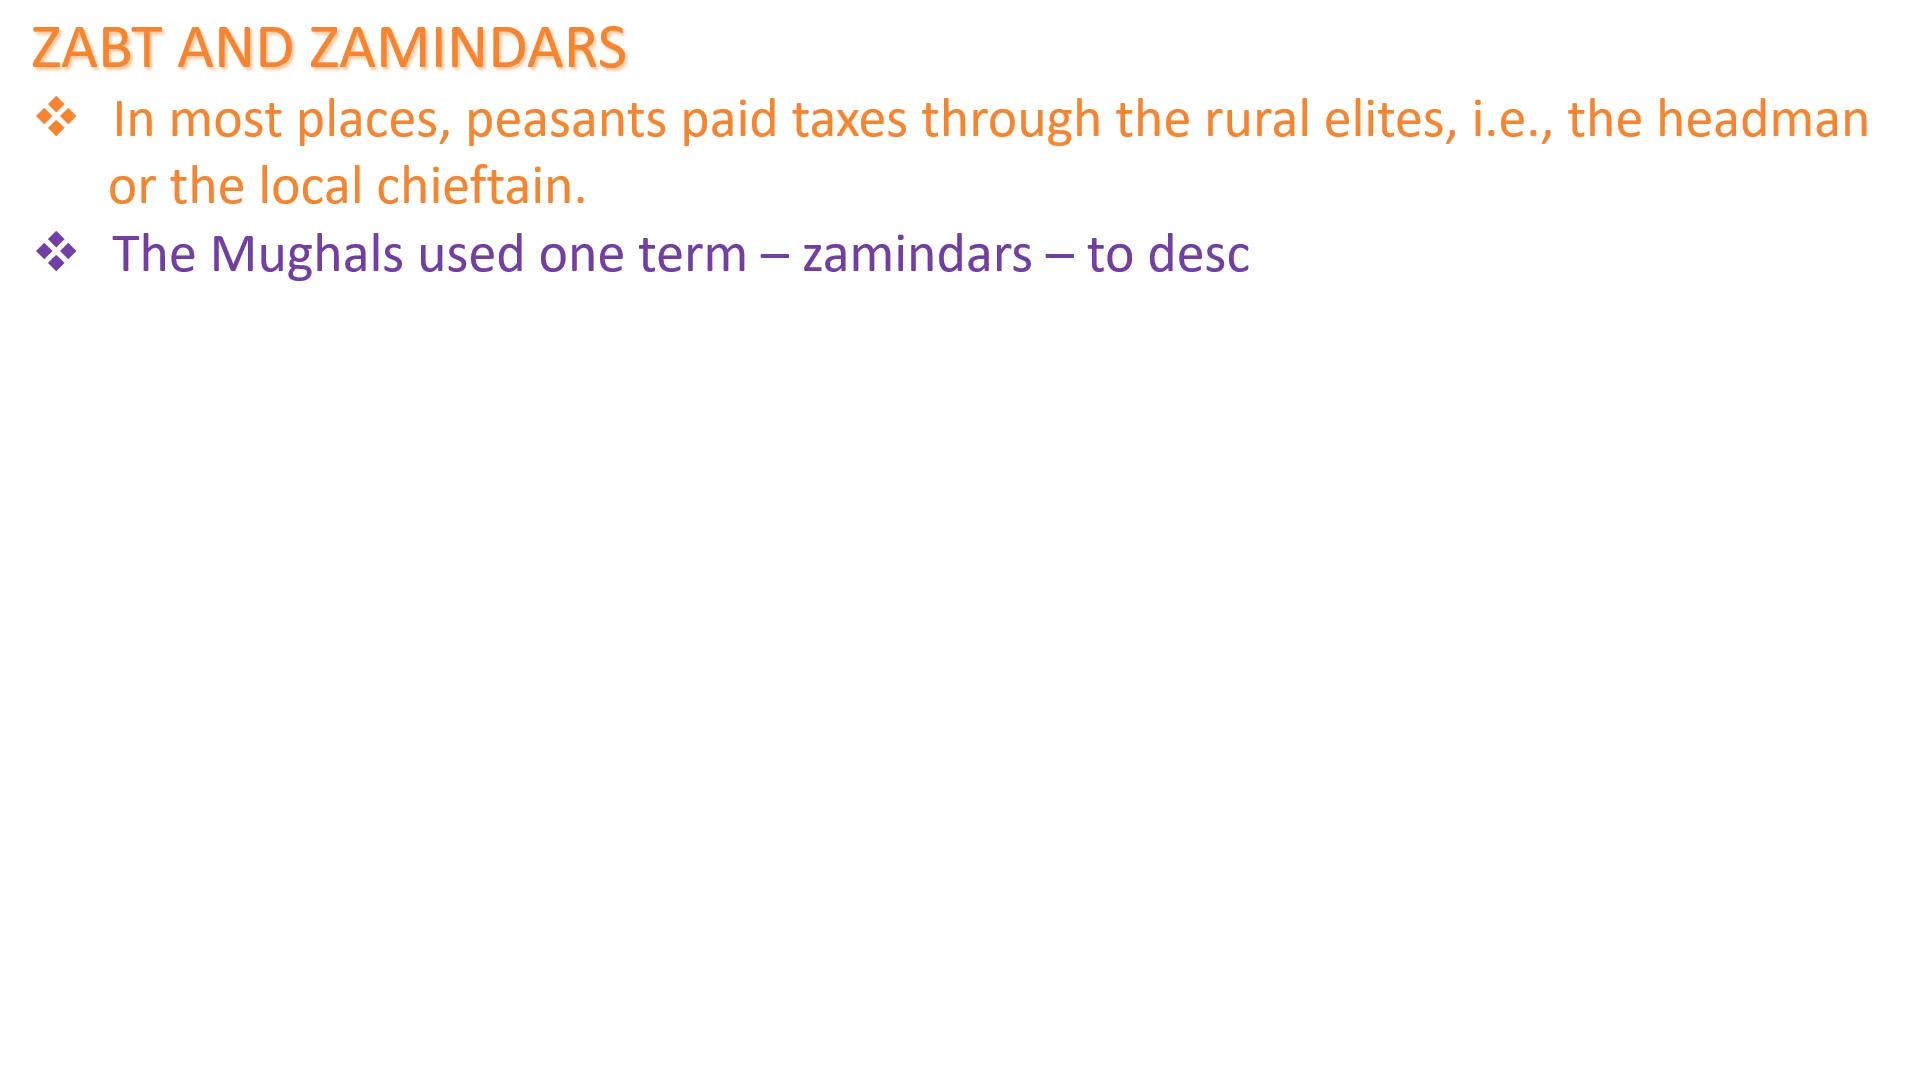 ZABT AND ZAMINDARS
❖ In most places, peasants paid taxes through the rural elites, i.e., the headman
or the local chieftain.
❖ The Mughals used one term – zamindars – to desc